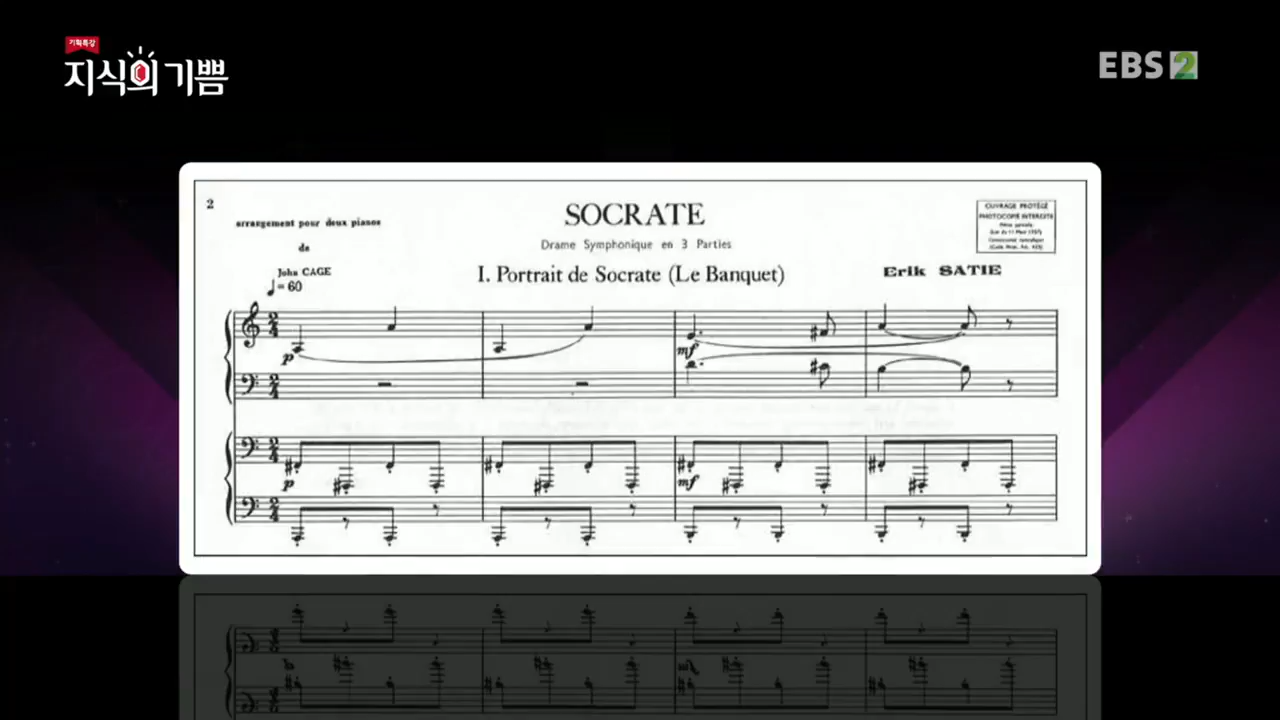 기획특강
지식의 기쁨
EBS 2
2
arrangement pour deux pianos
de
John CAGE
♩ = 60
SOCRATE
Drame Symphonique en 3 Parties
I. Portrait de Socrate (Le Banquet)
OUVRAGE PROTÉGÉ
PHOTOCOPIE INTERDITE
Erik SATIE
p
mf
p
mf